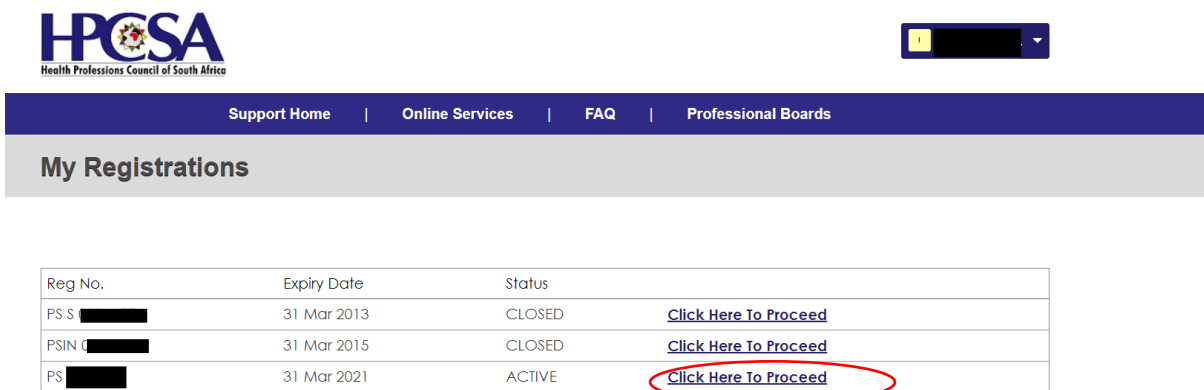 HPCSA
Health Professions Council of South Africa
Support Home | Online Services | FAQ | Professional Boards
My Registrations
Reg No. Expiry Date Status
PS S 31 Mar 2013 CLOSED Click Here To Proceed
PSIN 31 Mar 2015 CLOSED Click Here To Proceed
PS 31 Mar 2021 ACTIVE Click Here To Proceed